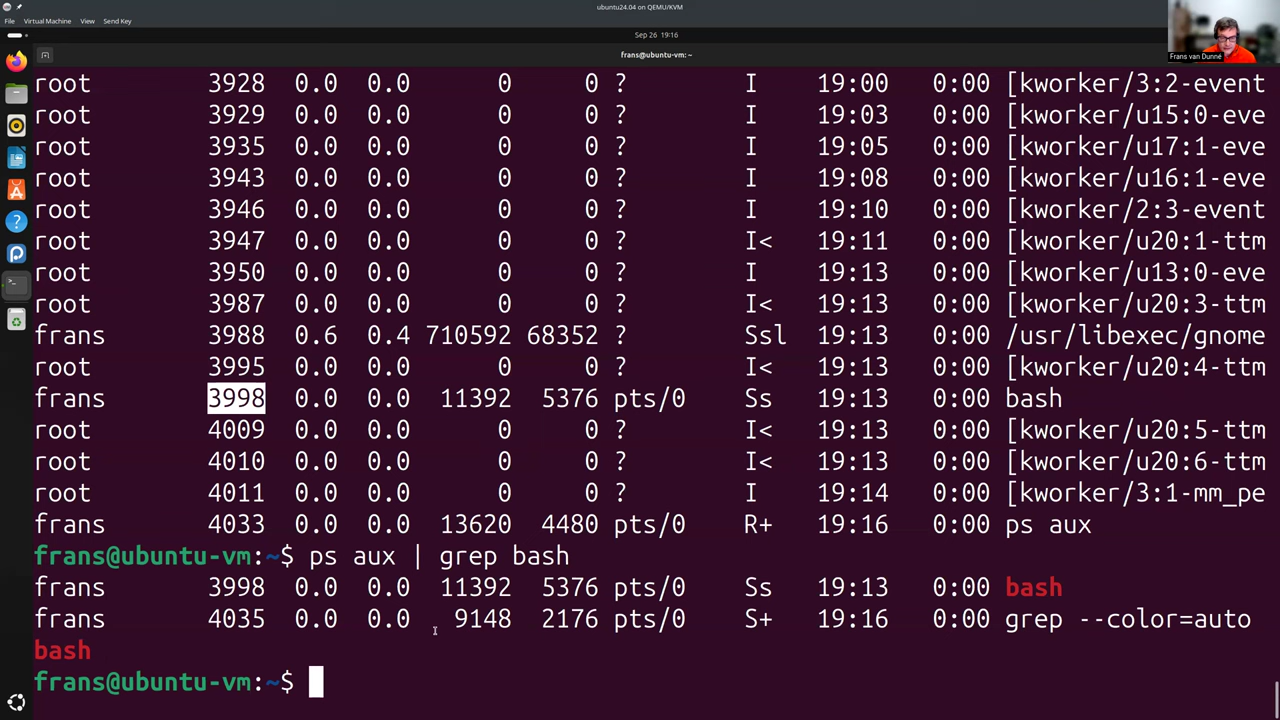 ubuntu24.04 on QEMU/KVM
File Virtual Machine View Send Key
Sep 26 19:16
frans@ubuntu-vm: ~
Frans van Dunné
root 3928 0.0 0.0 0 0 ? I 19:00 0:00 [kworker/3:2-event
root 3929 0.0 0.0 0 0 ? I 19:03 0:00 [kworker/u15:0-eve
root 3935 0.0 0.0 0 0 ? I 19:05 0:00 [kworker/u17:1-eve
root 3943 0.0 0.0 0 0 ? I 19:08 0:00 [kworker/u16:1-eve
root 3946 0.0 0.0 0 0 ? I 19:10 0:00 [kworker/2:3-event
root 3947 0.0 0.0 0 0 ? I< 19:11 0:00 [kworker/u20:1-ttm
root 3950 0.0 0.0 0 0 ? I 19:13 0:00 [kworker/u13:0-eve
root 3987 0.0 0.0 0 0 ? I< 19:13 0:00 [kworker/u20:3-ttm
frans 3988 0.6 0.4 710592 68352 ? Ssl 19:13 0:00 /usr/libexec/gnome
root 3995 0.0 0.0 0 0 ? I< 19:13 0:00 [kworker/u20:4-ttm
frans 3998 0.0 0.0 11392 5376 pts/0 Ss 19:13 0:00 bash
root 4009 0.0 0.0 0 0 ? I< 19:13 0:00 [kworker/u20:5-ttm
root 4010 0.0 0.0 0 0 ? I< 19:13 0:00 [kworker/u20:6-ttm
root 4011 0.0 0.0 0 0 ? I 19:14 0:00 [kworker/3:1-mm_pe
frans 4033 0.0 0.0 13620 4480 pts/0 R+ 19:16 0:00 ps aux
frans@ubuntu-vm:~$ ps aux | grep bash
frans 3998 0.0 0.0 11392 5376 pts/0 Ss 19:13 0:00 bash
frans 4035 0.0 0.0 9148 2176 pts/0 S+ 19:16 0:00 grep --color=auto
bash
frans@ubuntu-vm:~$